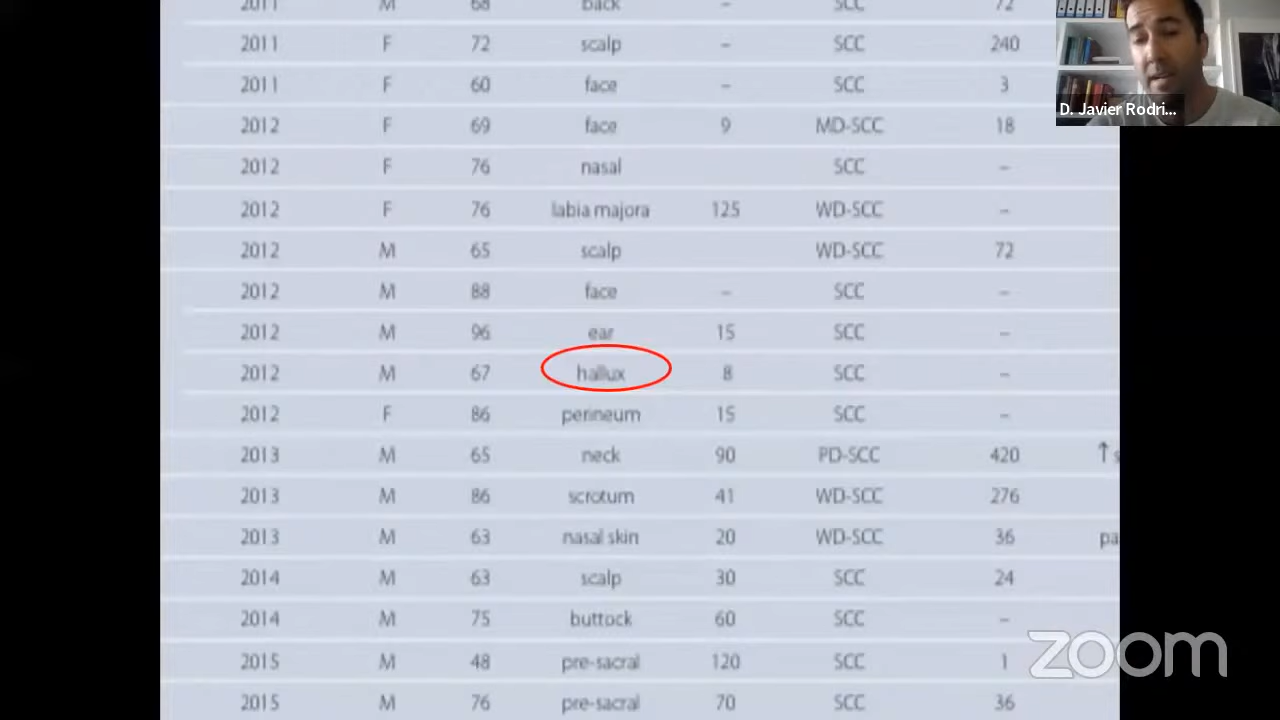 2011 M 68 back – SCC 72
2011 F 72 scalp – SCC 240
2011 F 60 face – SCC 3
D. Javier Rodri...
2012 F 69 face 9 MD-SCC 18
2012 F 76 nasal SCC –
2012 F 76 labia majora 125 WD-SCC –
2012 M 65 scalp WD-SCC 72
2012 M 88 face – SCC –
2012 M 96 ear 15 SCC –
2012 M 67 hallux 8 SCC –
2012 F 86 perineum 15 SCC –
2013 M 65 neck 90 PD-SCC 420 ↑ s
2013 M 86 scrotum 41 WD-SCC 276
2013 M 63 nasal skin 20 WD-SCC 36 pa
2014 M 63 scalp 30 SCC 24
2014 M 75 buttock 60 SCC –
2015 M 48 pre-sacral 120 SCC 1
2015 M 76 pre-sacral 70 SCC 36
zoom